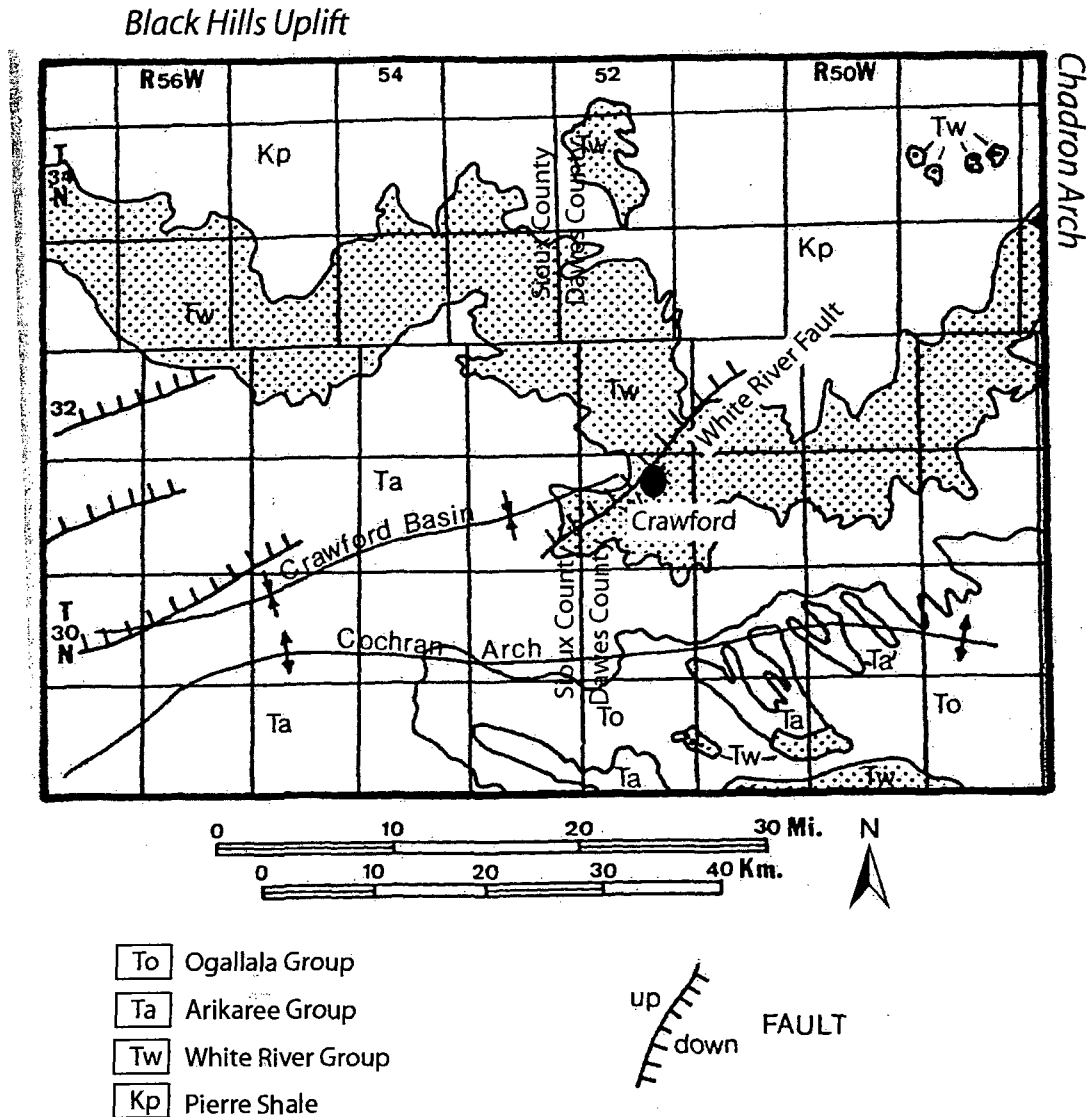 Black Hills Uplift
Chadron Arch
R56W 54 52 R50W
T
34
N
Kp
Tw
Tw
Sioux County
Dawes County
Kp
Tw
32
Tw
White River Fault
Ta
Crawford Basin
Crawford
T
30
N
Cochran Arch
Sioux County
Dawes County
Ta
Ta
To
Ta
To
Tw
Ta
Tw
0 10 20 30 Mi.
0 10 20 30 40 Km.
N
To Ogallala Group
Ta Arikaree Group
Tw White River Group
Kp Pierre Shale
up
down
FAULT